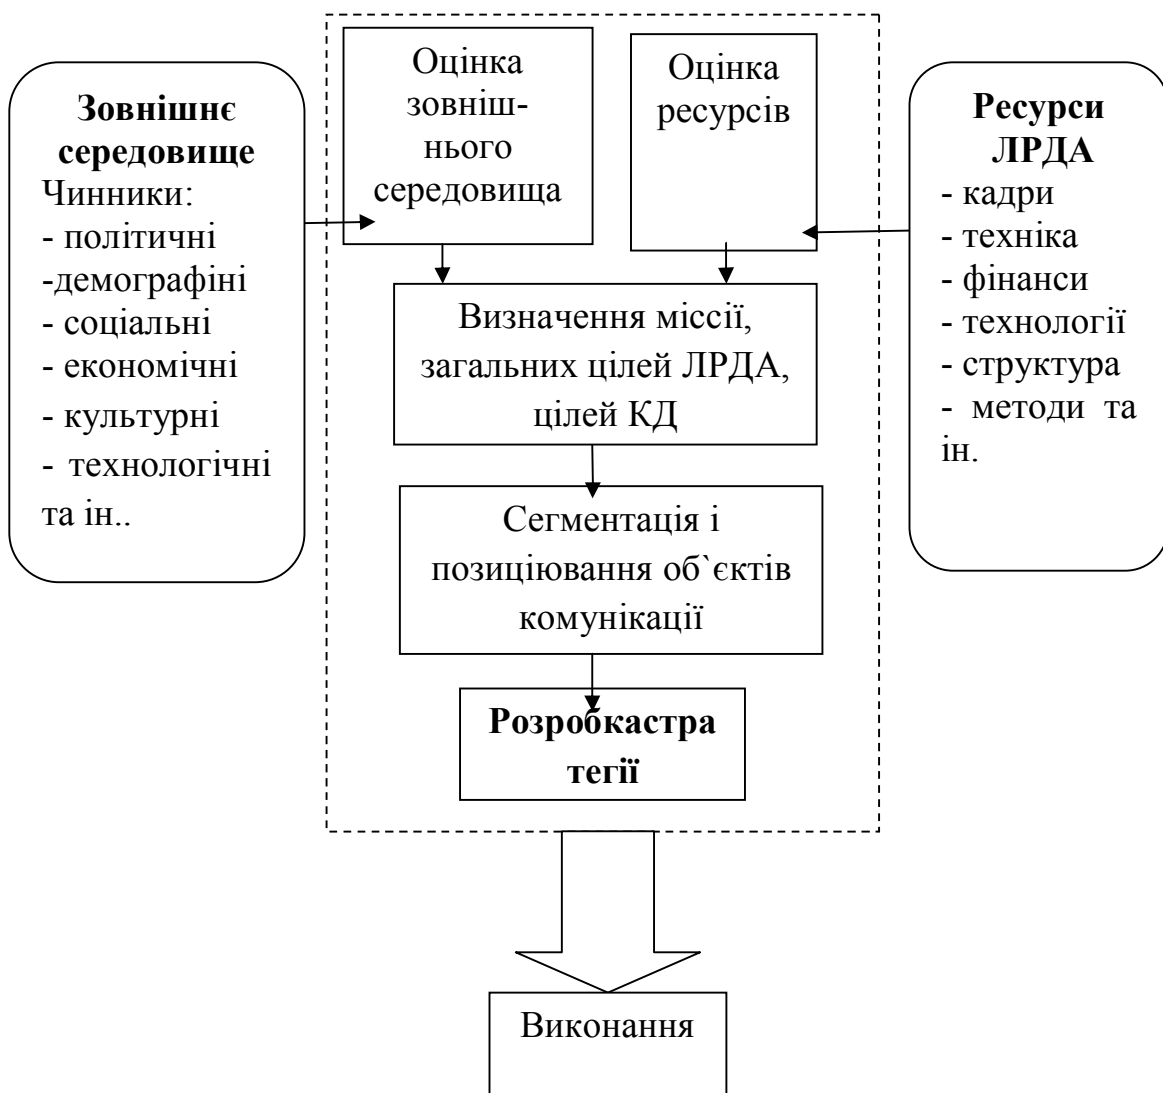 Зовнішнє
середовище
Чинники:
- політичні
-демографіні
- соціальні
- економічні
- культурні
- технологічні
та ін..
Оцінка
зовніш-
нього
середовища
Оцінка
ресурсів
Ресурси
ЛРДА
- кадри
- техніка
- фінанси
- технології
- структура
- методи та
ін.
Визначення міссії,
загальних цілей ЛРДА,
цілей КД
Сегментація і
позиціювання об`єктів
комунікації
Розробкастра
тегії
Виконання